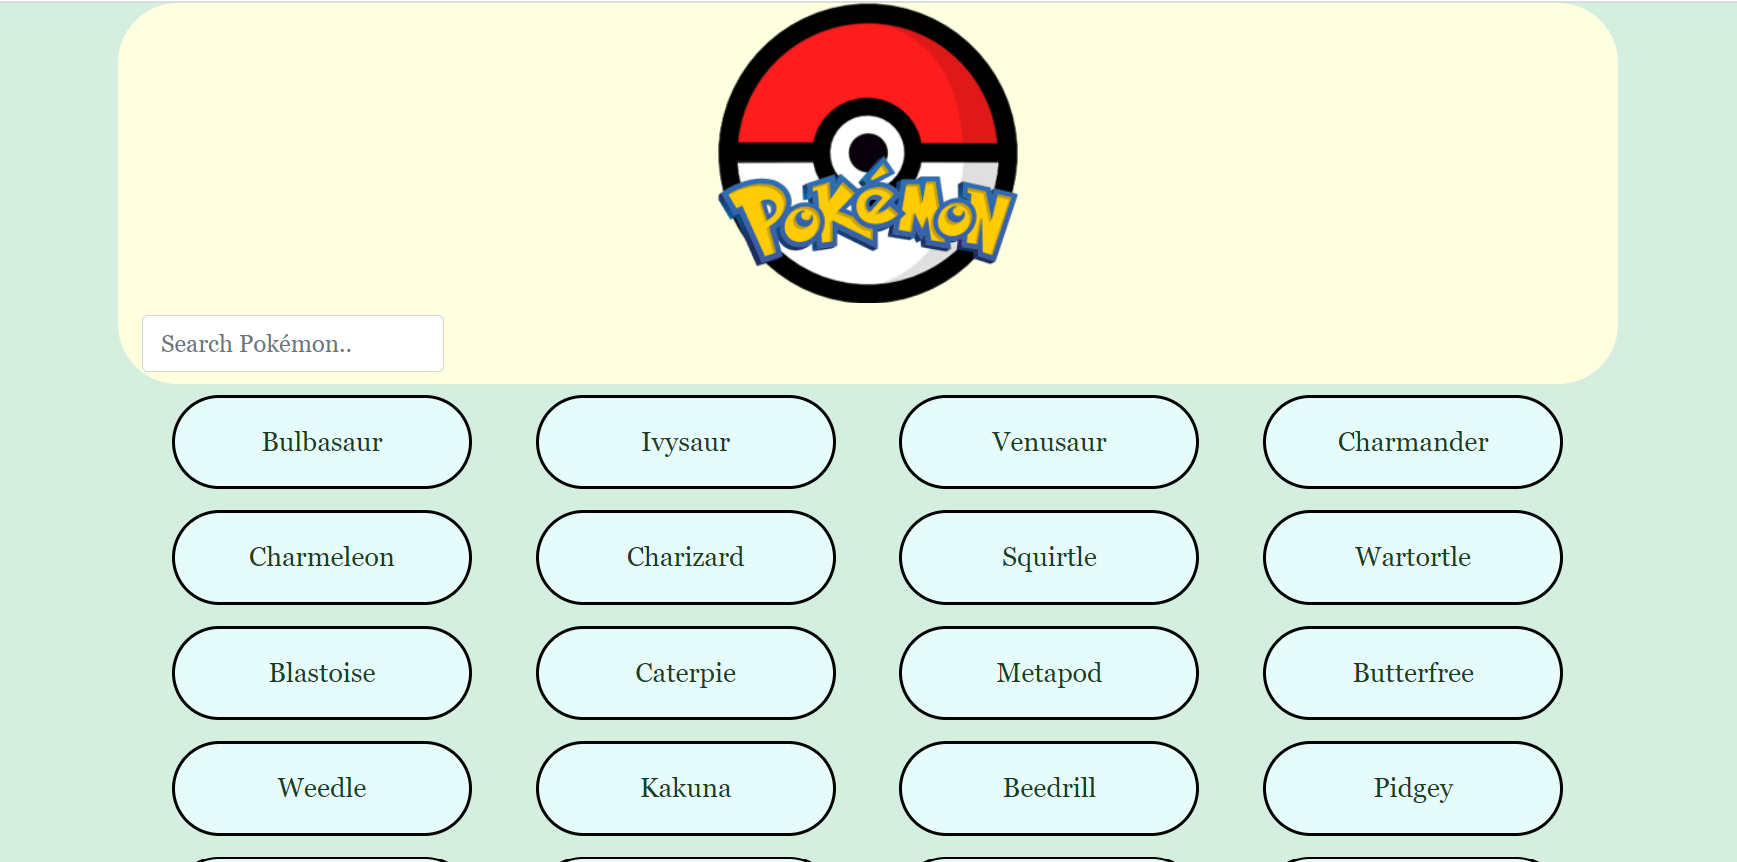 Pokémon
Search Pokémon..
Bulbasaur
Ivysaur
Venusaur
Charmander
Charmeleon
Charizard
Squirtle
Wartortle
Blastoise
Caterpie
Metapod
Butterfree
Weedle
Kakuna
Beedrill
Pidgey